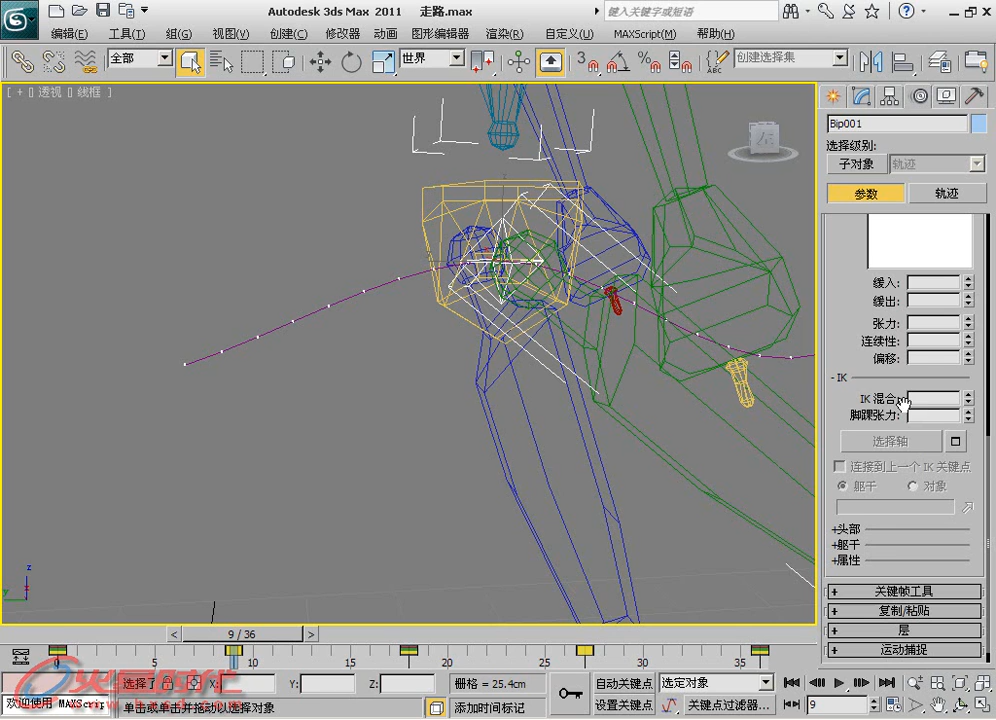 Autodesk 3ds Max 2011 走路.max
键入关键字或短语
编辑(E) 工具(T) 组(G) 视图(V) 创建(C) 修改器 动画 图形编辑器 渲染(R) 自定义(U) MAXScript(M) 帮助(H)
全部 世界 3 ABC 创建选择集
[ + [] 透视 [] 线框 ]
Bip001
选择级别:
子对象 轨迹
参数 轨迹
缓入:
缓出:
张力:
连续性:
偏移:
- IK
IK 混合:
脚踝张力:
选择轴
连接到上一个 IK 关键点
躯干 对象
+头部
+躯干
+属性
+ 关键帧工具
+ 复制/粘贴
+ 层
+ 运动捕捉
z
y
< 9 / 36 >
0 5 10 15 20 25 30 35
选择了 X: Y: Z: 栅格 = 25.4cm 自动关键点 选定对象
欢迎使用 MAXScrip 单击或单击并拖动以选择对象 添加时间标记 设置关键点 关键点过滤器... 9